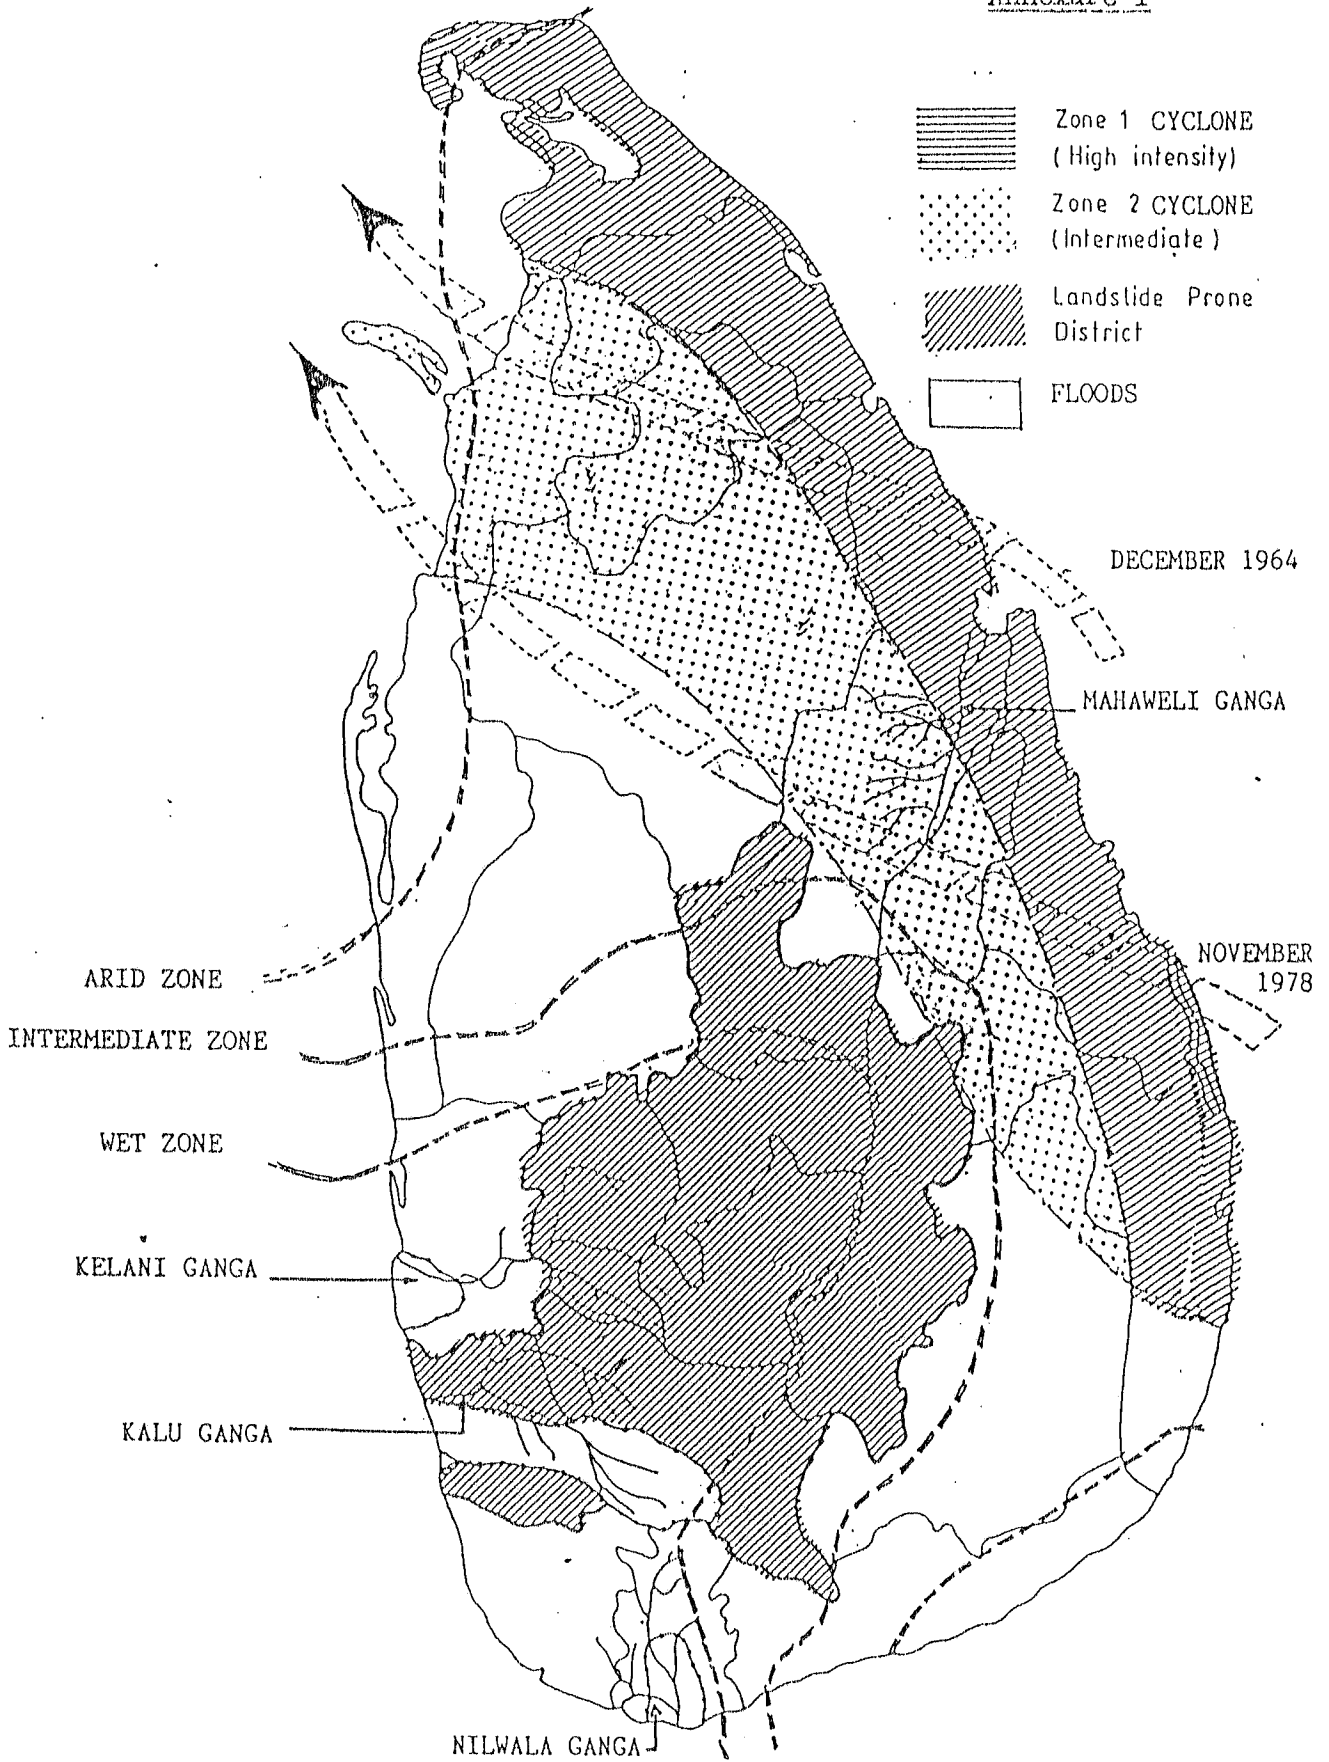 Zone 1 CYCLONE
(High intensity)
Zone 2 CYCLONE
(Intermediate)
Landslide Prone
District
FLOODS
DECEMBER 1964
MAHAWELI GANGA
NOVEMBER
1978
ARID ZONE
INTERMEDIATE ZONE
WET ZONE
KELANI GANGA
KALU GANGA
NILWALA GANGA